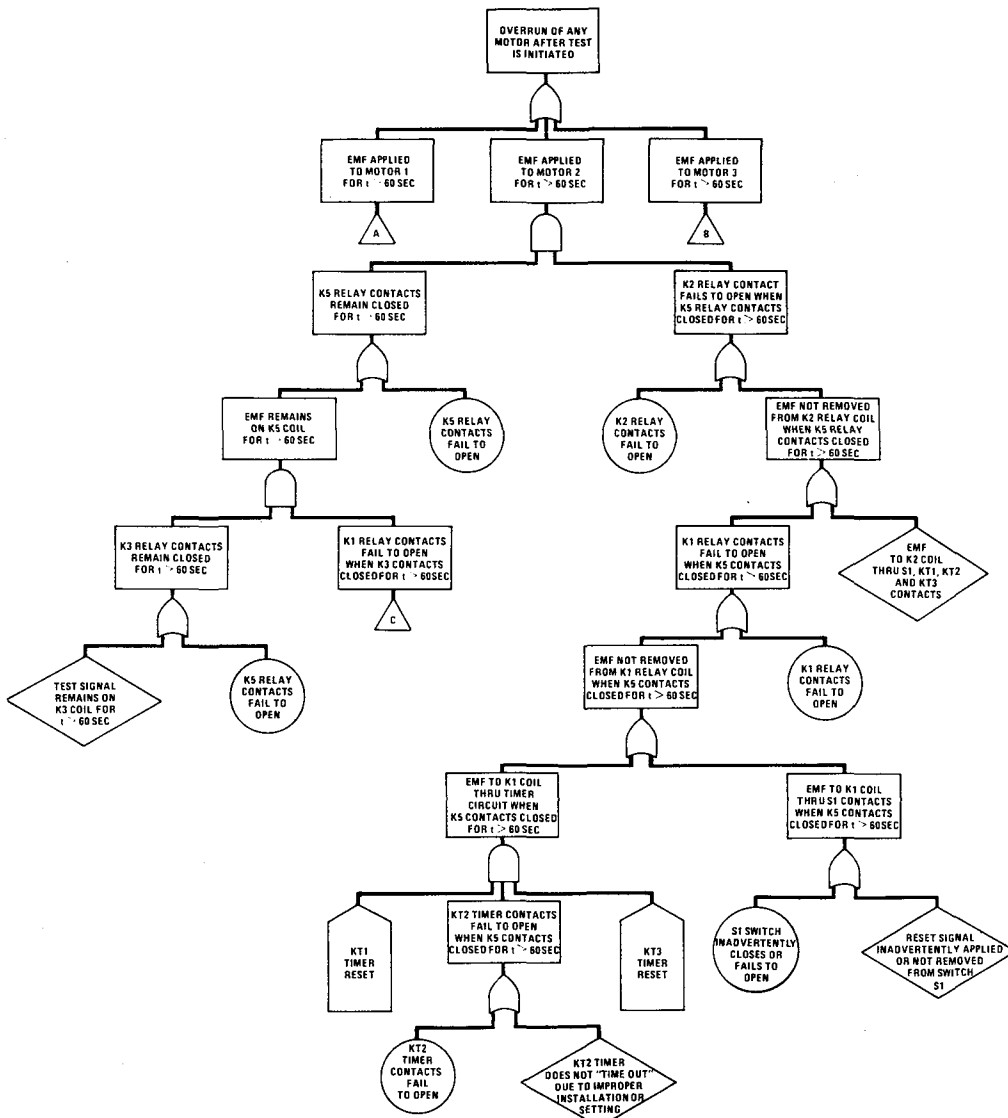 OVERRUN OF ANY
MOTOR AFTER TEST
IS INITIATED
EMF APPLIED
TO MOTOR 1
FOR t > 60 SEC
EMF APPLIED
TO MOTOR 2
FOR t > 60 SEC
EMF APPLIED
TO MOTOR 3
FOR t > 60 SEC
A
B
K5 RELAY CONTACTS
REMAIN CLOSED
FOR t > 60 SEC
K2 RELAY CONTACT
FAILS TO OPEN WHEN
K5 RELAY CONTACTS
CLOSED FOR t > 60 SEC
EMF REMAINS
ON K5 COIL
FOR t > 60 SEC
K5 RELAY
CONTACTS
FAIL TO
OPEN
K2 RELAY
CONTACTS
FAIL TO
OPEN
EMF NOT REMOVED
FROM K2 RELAY COIL
WHEN K5 RELAY
CONTACTS CLOSED
FOR t > 60 SEC
K3 RELAY CONTACTS
REMAIN CLOSED
FOR t > 60 SEC
K1 RELAY CONTACTS
FAIL TO OPEN
WHEN K3 CONTACTS
CLOSED FOR t > 60 SEC
K1 RELAY CONTACTS
FAIL TO OPEN
WHEN K5 CONTACTS
CLOSED FOR t > 60 SEC
EMF
TO K2 COIL
THRU S1, KT1, KT2
AND KT3
CONTACTS
C
TEST SIGNAL
REMAINS ON
K3 COIL FOR
t > 60 SEC
K5 RELAY
CONTACTS
FAIL TO
OPEN
EMF NOT REMOVED
FROM K1 RELAY COIL
WHEN K5 CONTACTS
CLOSED FOR t > 60 SEC
K1 RELAY
CONTACTS
FAIL TO
OPEN
EMF TO K1 COIL
THRU TIMER
CIRCUIT WHEN
K5 CONTACTS CLOSED
FOR t > 60 SEC
EMF TO K1 COIL
THRU S1 CONTACTS
WHEN K5 CONTACTS
CLOSED FOR t > 60 SEC
KT1
TIMER
RESET
KT2 TIMER CONTACTS
FAIL TO OPEN
WHEN K5 CONTACTS
CLOSED FOR t > 60 SEC
KT3
TIMER
RESET
S1 SWITCH
INADVERTENTLY
CLOSES OR
FAILS TO
OPEN
RESET SIGNAL
INADVERTENTLY APPLIED
OR NOT REMOVED
FROM SWITCH
S1
KT2
TIMER
CONTACTS
FAIL
TO OPEN
KT2 TIMER
DOES NOT "TIME OUT"
DUE TO IMPROPER
INSTALLATION OR
SETTING